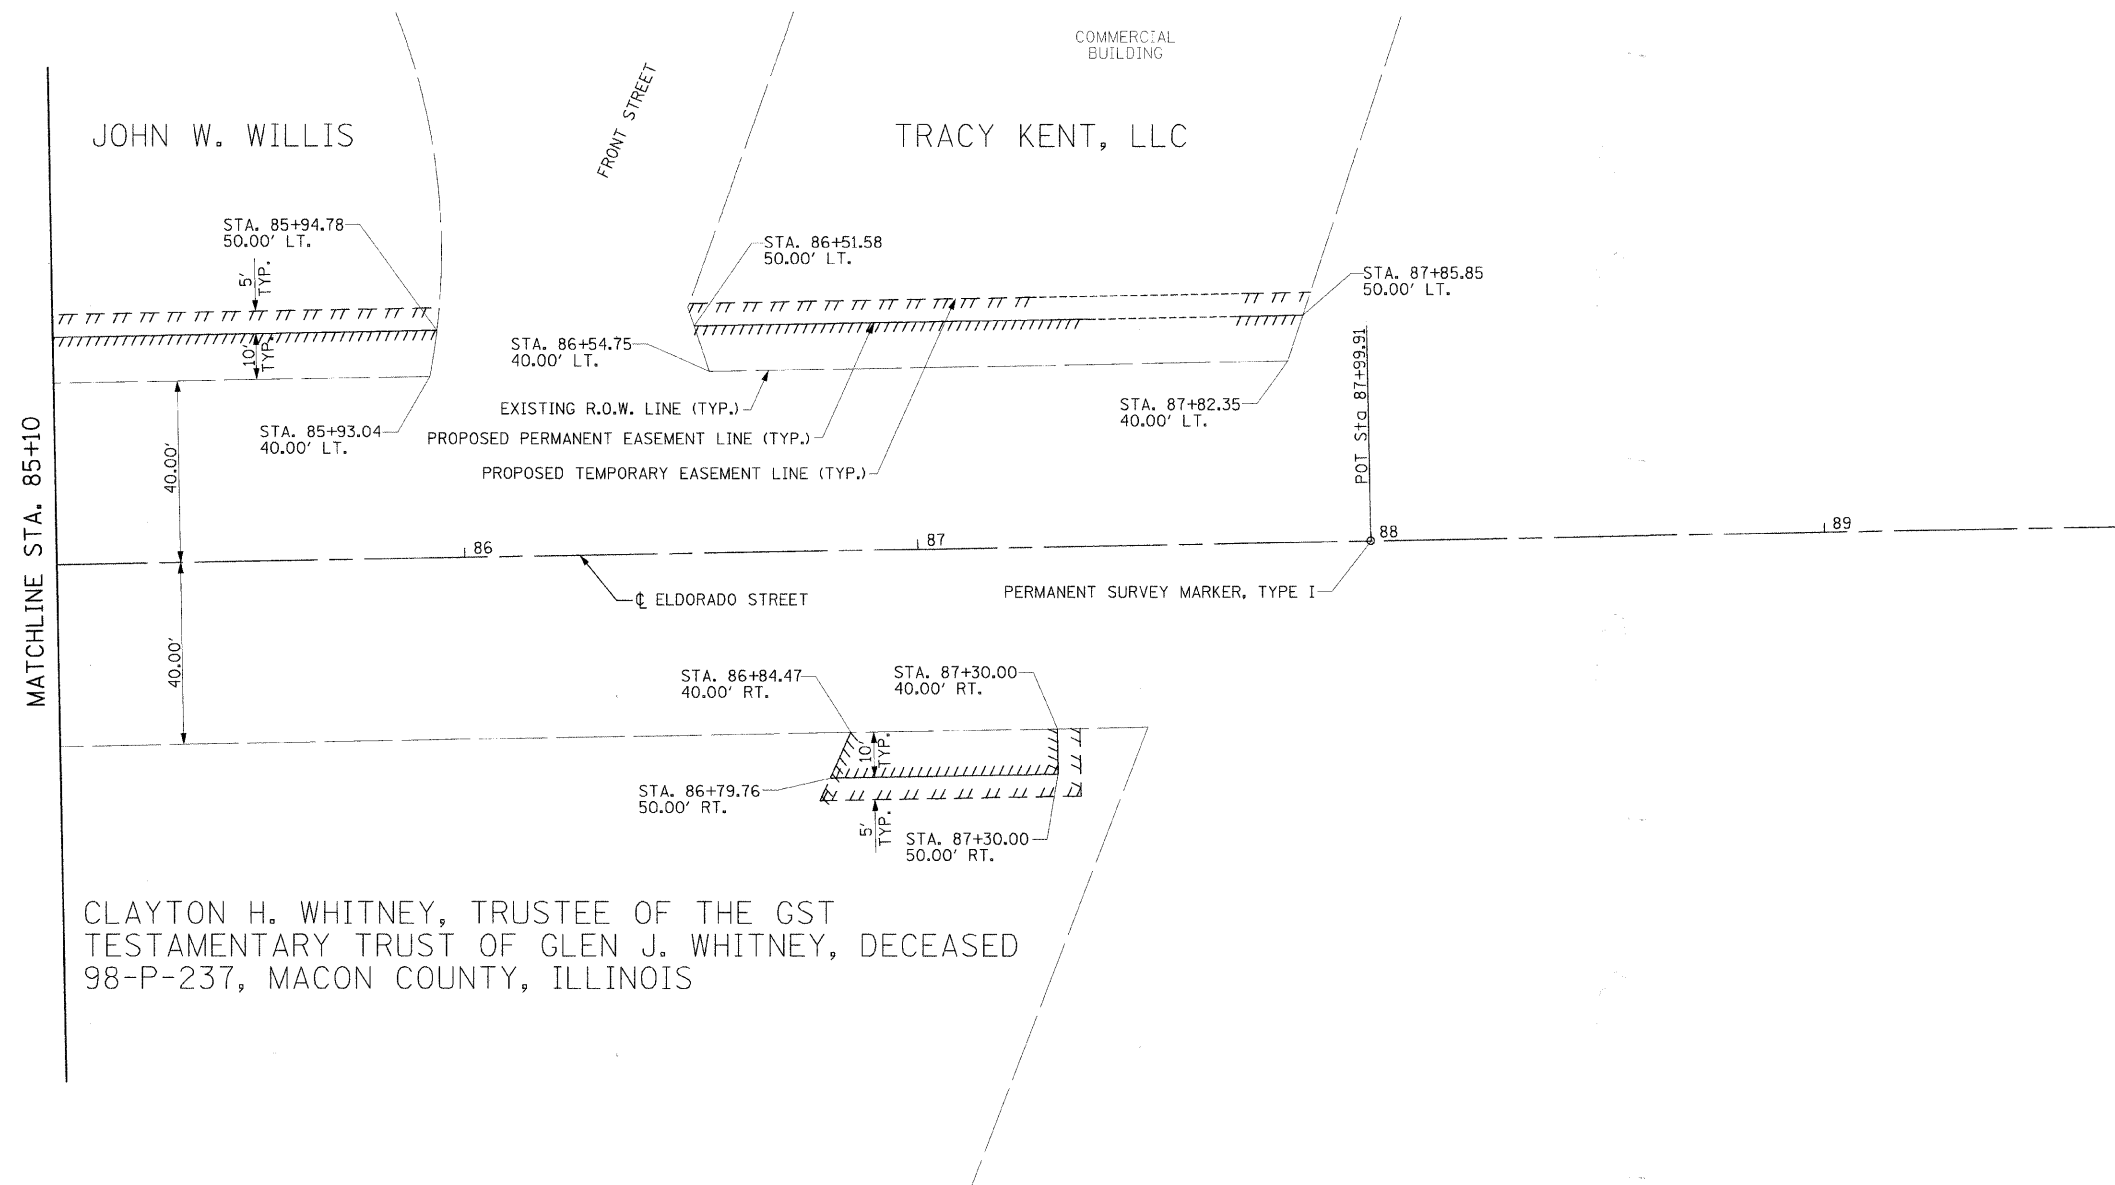 COMMERCIAL
BUILDING
FRONT STREET
JOHN W. WILLIS
TRACY KENT, LLC
STA. 85+94.78
50.00' LT.
STA. 86+51.58
50.00' LT.
STA. 87+85.85
50.00' LT.
5'
TYP.
10'
TYP.
STA. 86+54.75
40.00' LT.
POT Sta 87+99.91
EXISTING R.O.W. LINE (TYP.)
STA. 87+82.35
40.00' LT.
STA. 85+93.04
40.00' LT.
PROPOSED PERMANENT EASEMENT LINE (TYP.)
PROPOSED TEMPORARY EASEMENT LINE (TYP.)
40.00'
MATCHLINE STA. 85+10
86
87
88
89
℄ ELDORADO STREET
PERMANENT SURVEY MARKER, TYPE I
40.00'
STA. 86+84.47
40.00' RT.
STA. 87+30.00
40.00' RT.
10'
TYP.
STA. 86+79.76
50.00' RT.
5'
TYP.
STA. 87+30.00
50.00' RT.
CLAYTON H. WHITNEY, TRUSTEE OF THE GST
TESTAMENTARY TRUST OF GLEN J. WHITNEY, DECEASED
98-P-237, MACON COUNTY, ILLINOIS